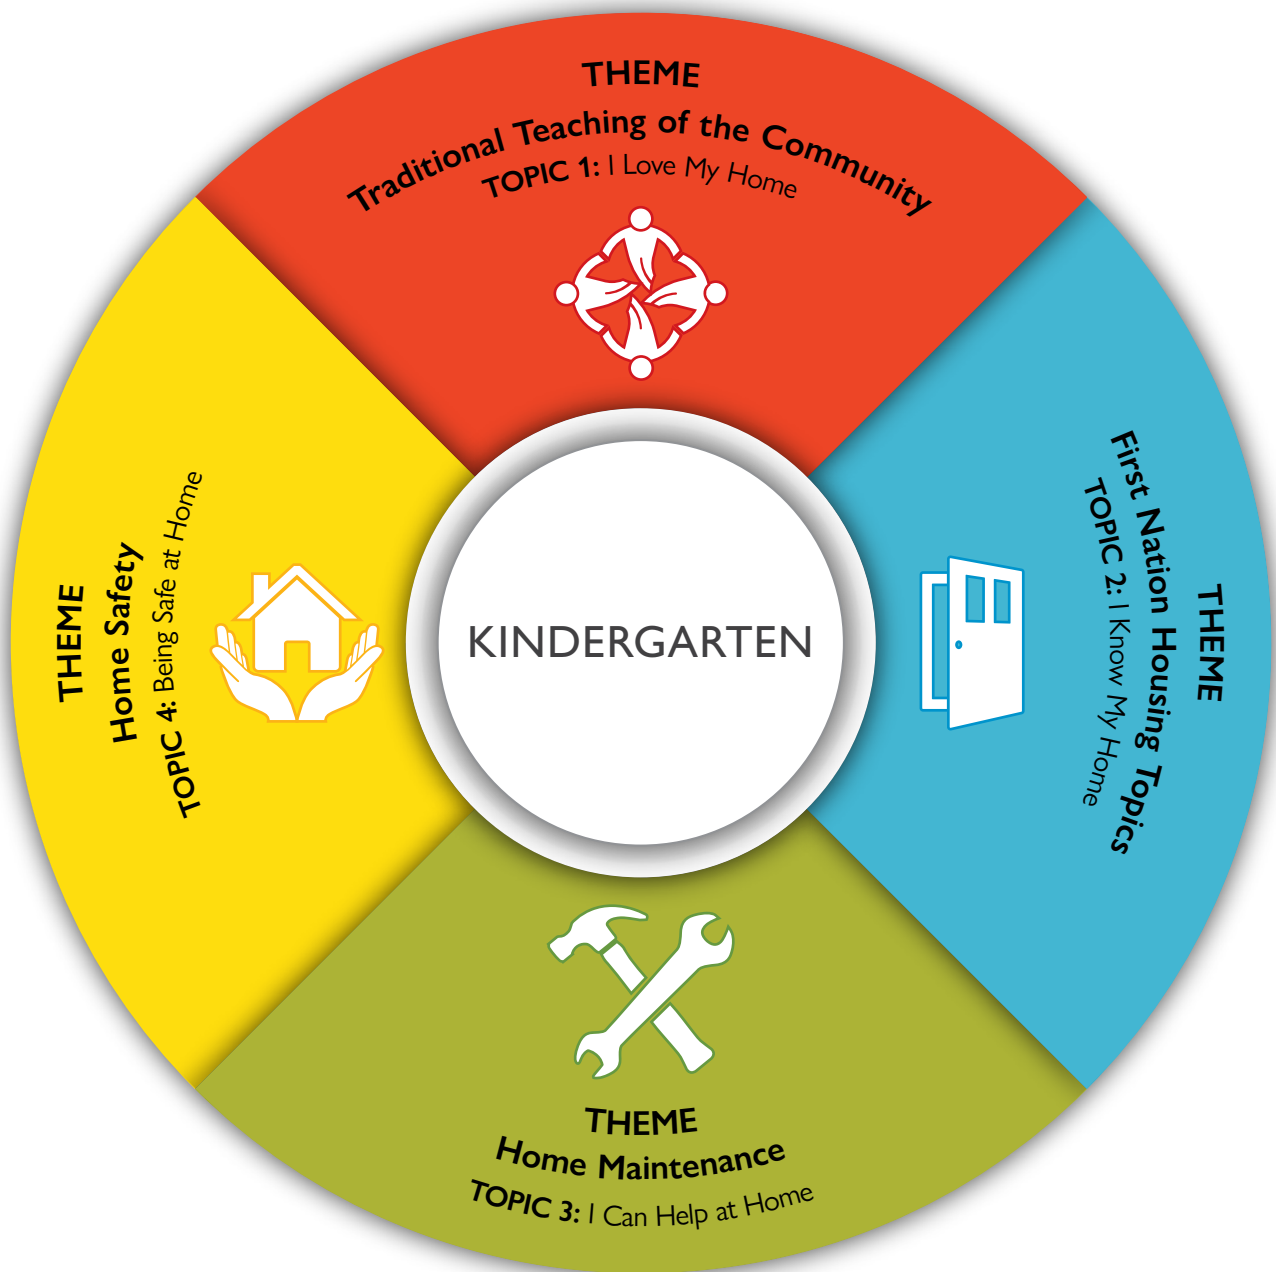 THEME
Traditional Teaching of the Community
TOPIC 1: I Love My Home
THEME
First Nation Housing Topics
TOPIC 2: I Know My Home
THEME
Home Maintenance
TOPIC 3: I Can Help at Home
THEME
Home Safety
TOPIC 4: Being Safe at Home
KINDERGARTEN